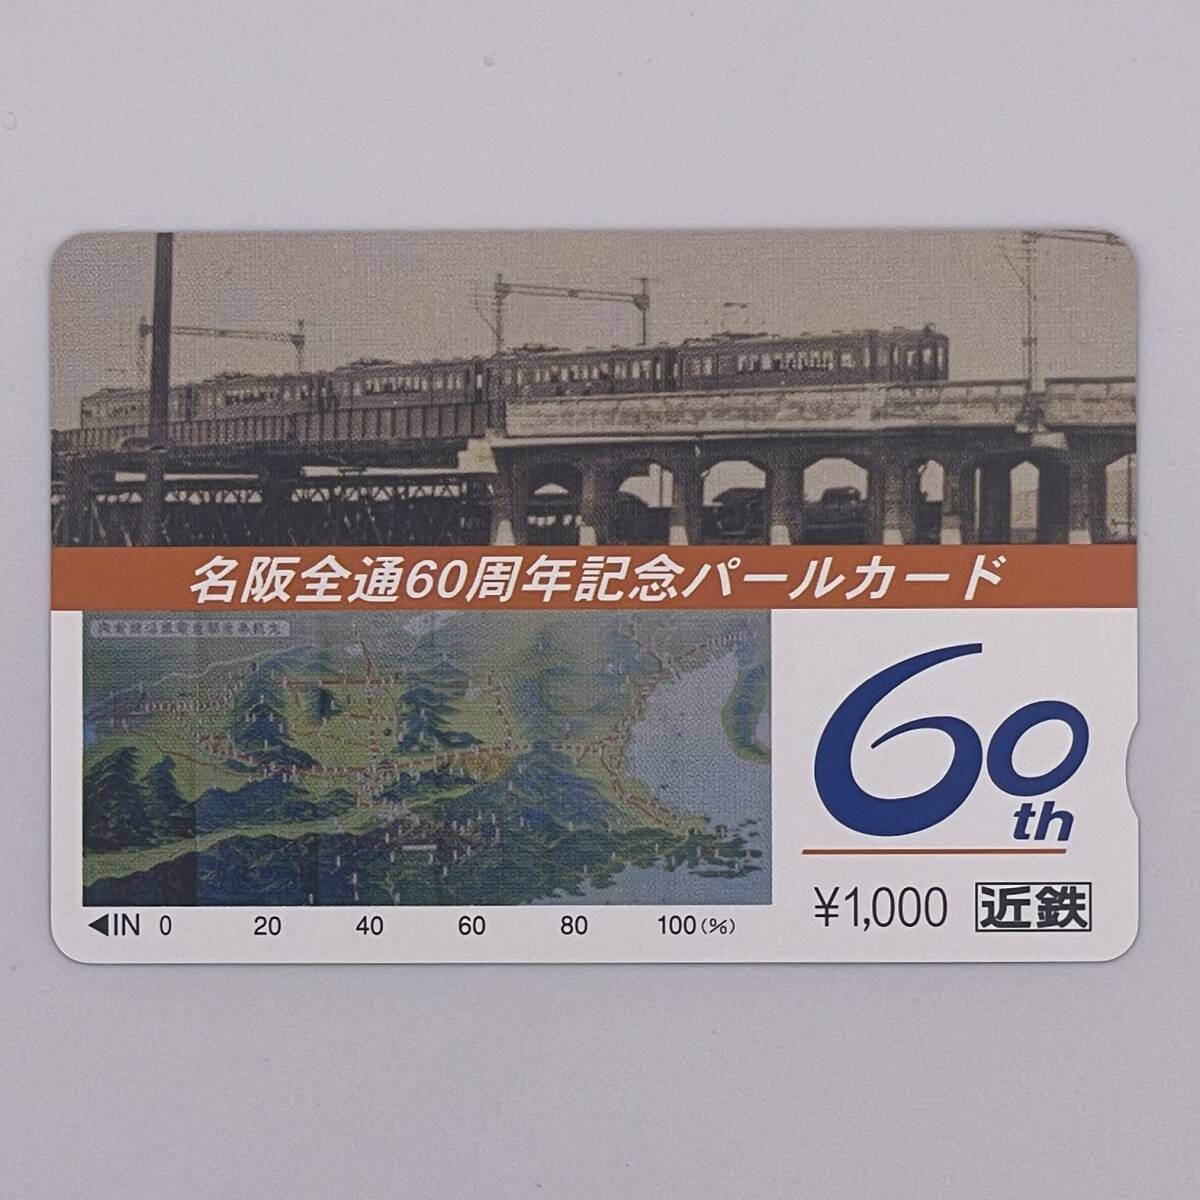 名阪全通60周年記念パールカード
60th
¥1,000 近鉄
◀IN 0 20 40 60 80 100(%)